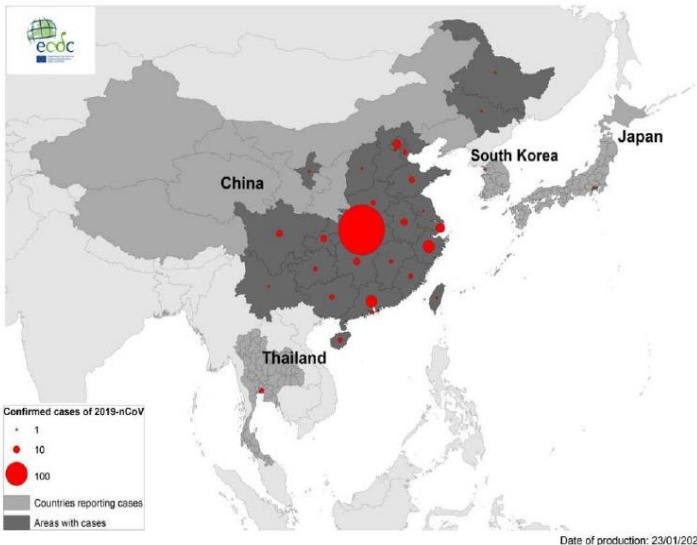 ecdc
China
South Korea
Japan
Thailand
Confirmed cases of 2019-nCoV
1
10
100
Countries reporting cases
Areas with cases
Date of production: 23/01/202